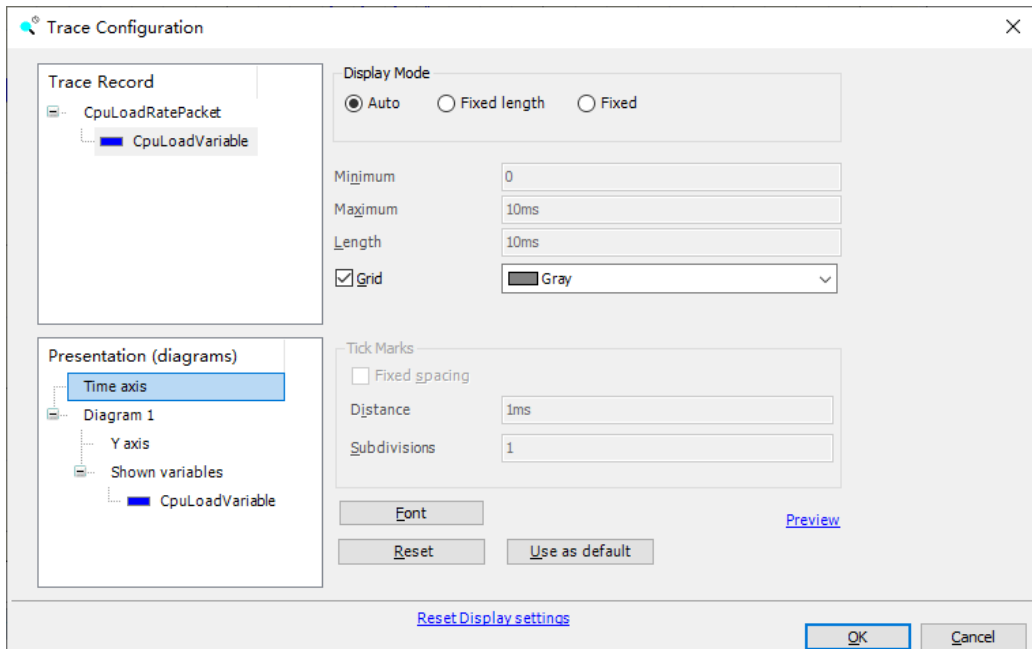 Trace Configuration
Trace Record
CpuLoadRatePacket
CpuLoadVariable
Display Mode
Auto
Fixed length
Fixed
Minimum
0
Maximum
10ms
Length
10ms
Grid
Gray
Presentation (diagrams)
Time axis
Diagram 1
Y axis
Shown variables
CpuLoadVariable
Tick Marks
Fixed spacing
Distance
1ms
Subdivisions
1
Font
Preview
Reset
Use as default
Reset Display settings
OK
Cancel